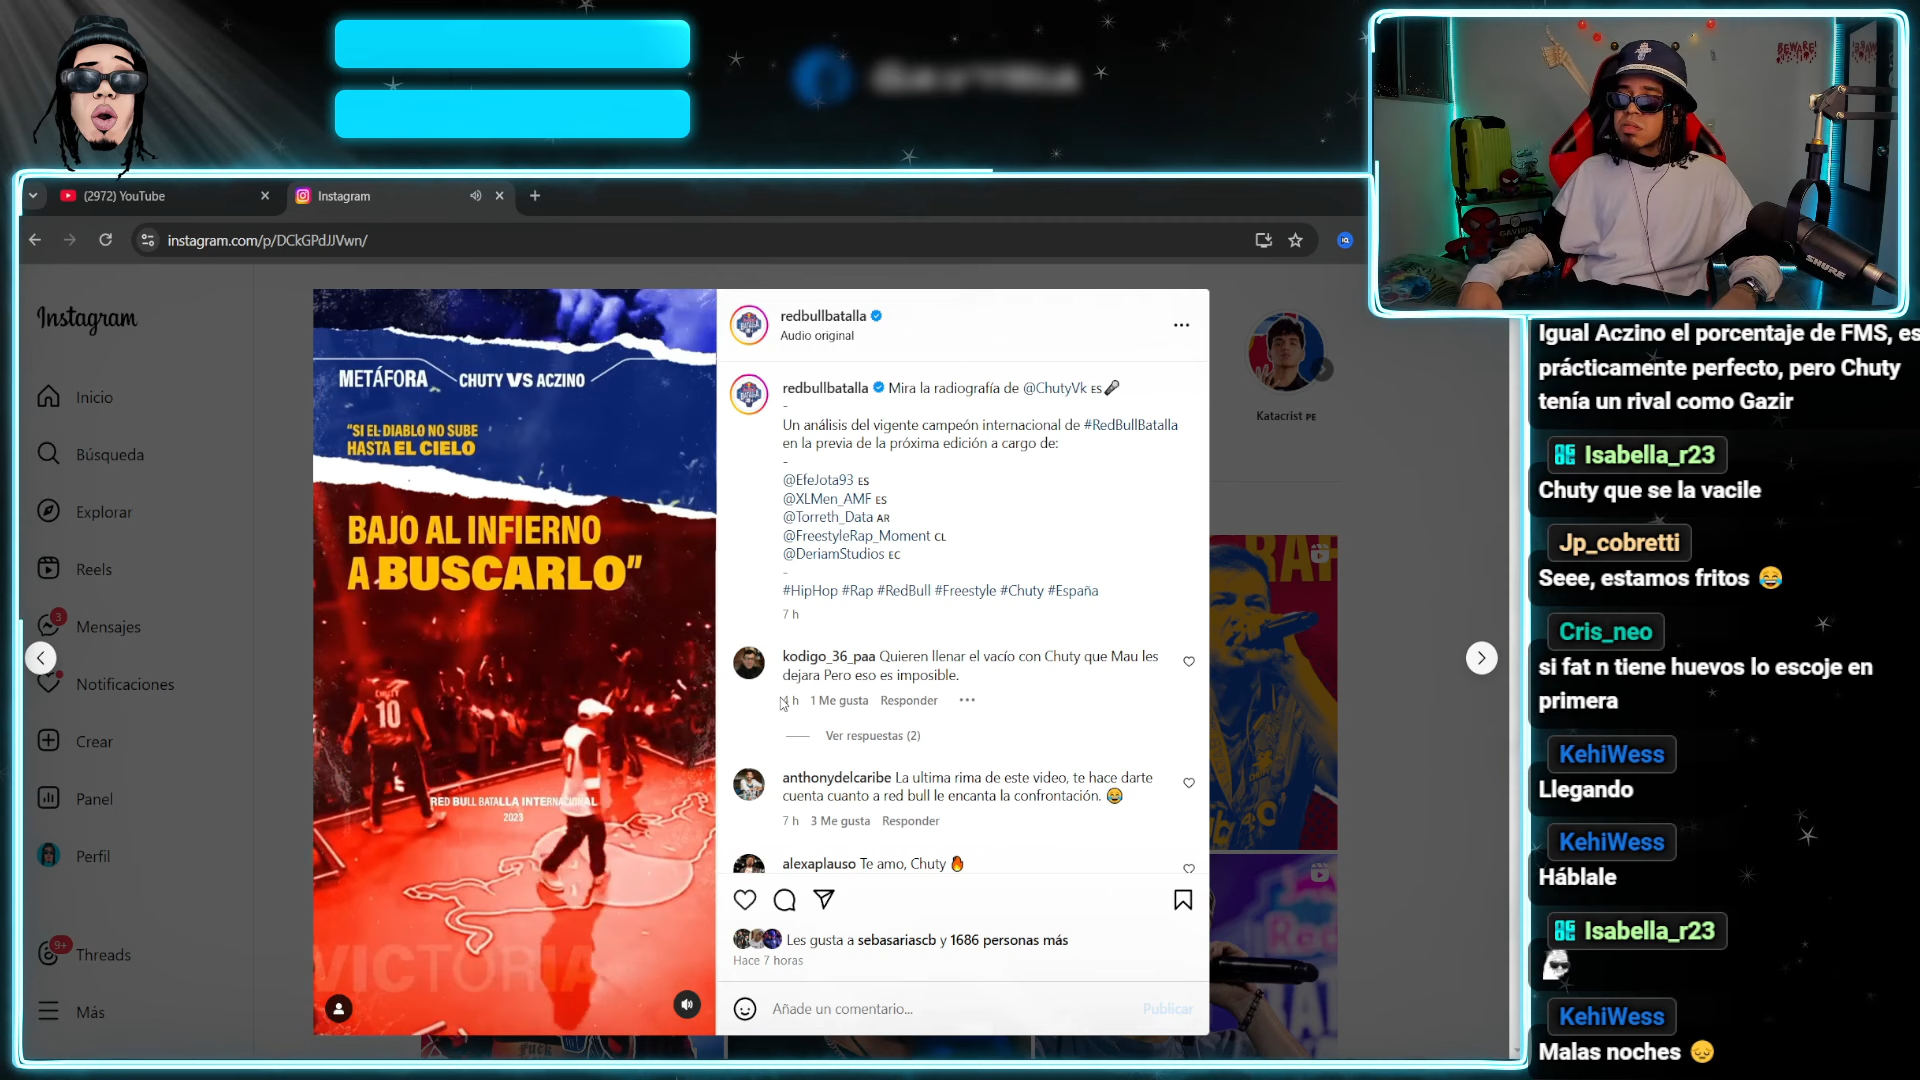 (2972) YouTube
Instagram
instagram.com/p/DCkGPdJJVwn/
Instagram
Inicio
Búsqueda
Explorar
Reels
3
Mensajes
Notificaciones
Crear
Panel
Perfil
9+
Threads
Más
METÁFORA
CHUTY VS ACZINO
"SI EL DIABLO NO SUBE
HASTA EL CIELO
BAJO AL INFIERNO
A BUSCARLO"
CHUTY
10
RED BULL BATALLA INTERNACIONAL
2023
VICTORIA
redbullbatalla
Audio original
redbullbatalla Mira la radiografía de @ChutyVk ES🎤
-
Un análisis del vigente campeón internacional de #RedBullBatalla
en la previa de la próxima edición a cargo de:
-
@EfeJota93 ES
@XLMen_AMF ES
@Torreth_Data AR
@FreestyleRap_Moment CL
@DeriamStudios EC
-
#HipHop #Rap #RedBull #Freestyle #Chuty #España
7 h
kodigo_36_paa Quieren llenar el vacío con Chuty que Mau les
dejara Pero eso es imposible.
h 1 Me gusta Responder
Ver respuestas (2)
anthonydelcaribe La ultima rima de este video, te hace darte
cuenta cuanto a red bull le encanta la confrontación. 😂
7 h 3 Me gusta Responder
alexaplauso Te amo, Chuty 🔥
Les gusta a sebasariascb y 1686 personas más
Hace 7 horas
Añade un comentario...
Publicar
Katacrist PE
BEWARE!
GAVIRIA
SHURE
Igual Aczino el porcentaje de FMS, es
prácticamente perfecto, pero Chuty
tenía un rival como Gazir
Isabella_r23
Chuty que se la vacile
Jp_cobretti
Seee, estamos fritos 😂
Cris_neo
si fat n tiene huevos lo escoje en
primera
KehiWess
Llegando
KehiWess
Háblale
Isabella_r23
KehiWess
Malas noches 😔